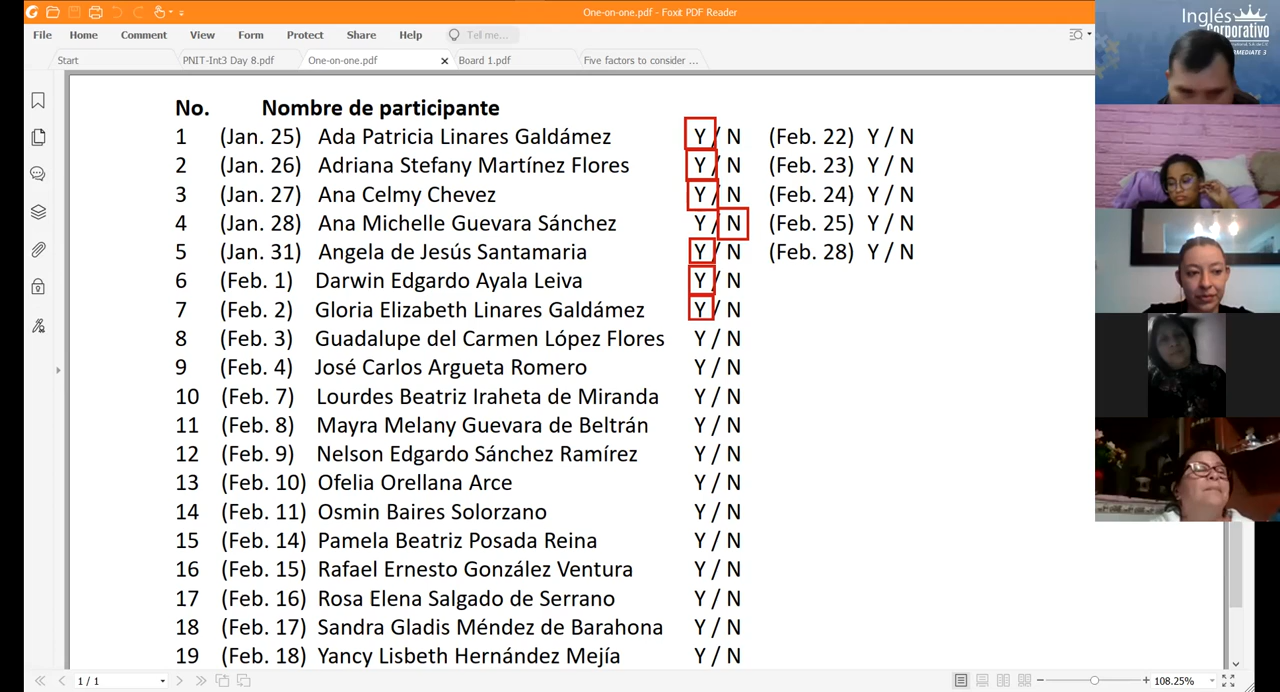 One-on-one.pdf - Foxit PDF Reader
File Home Comment View Form Protect Share Help Tell me...
Start PNIT-Int3 Day 8.pdf One-on-one.pdf Board 1.pdf Five factors to consider ...
No. Nombre de participante
1 (Jan. 25) Ada Patricia Linares Galdámez Y / N (Feb. 22) Y / N
2 (Jan. 26) Adriana Stefany Martínez Flores Y / N (Feb. 23) Y / N
3 (Jan. 27) Ana Celmy Chevez Y / N (Feb. 24) Y / N
4 (Jan. 28) Ana Michelle Guevara Sánchez Y / N (Feb. 25) Y / N
5 (Jan. 31) Angela de Jesús Santamaria Y / N (Feb. 28) Y / N
6 (Feb. 1) Darwin Edgardo Ayala Leiva Y / N
7 (Feb. 2) Gloria Elizabeth Linares Galdámez Y / N
8 (Feb. 3) Guadalupe del Carmen López Flores Y / N
9 (Feb. 4) José Carlos Argueta Romero Y / N
10 (Feb. 7) Lourdes Beatriz Iraheta de Miranda Y / N
11 (Feb. 8) Mayra Melany Guevara de Beltrán Y / N
12 (Feb. 9) Nelson Edgardo Sánchez Ramírez Y / N
13 (Feb. 10) Ofelia Orellana Arce Y / N
14 (Feb. 11) Osmin Baires Solorzano Y / N
15 (Feb. 14) Pamela Beatriz Posada Reina Y / N
16 (Feb. 15) Rafael Ernesto González Ventura Y / N
17 (Feb. 16) Rosa Elena Salgado de Serrano Y / N
18 (Feb. 17) Sandra Gladis Méndez de Barahona Y / N
19 (Feb. 18) Yancy Lisbeth Hernández Mejía Y / N
1 / 1
108.25%
Inglés
Corporativo